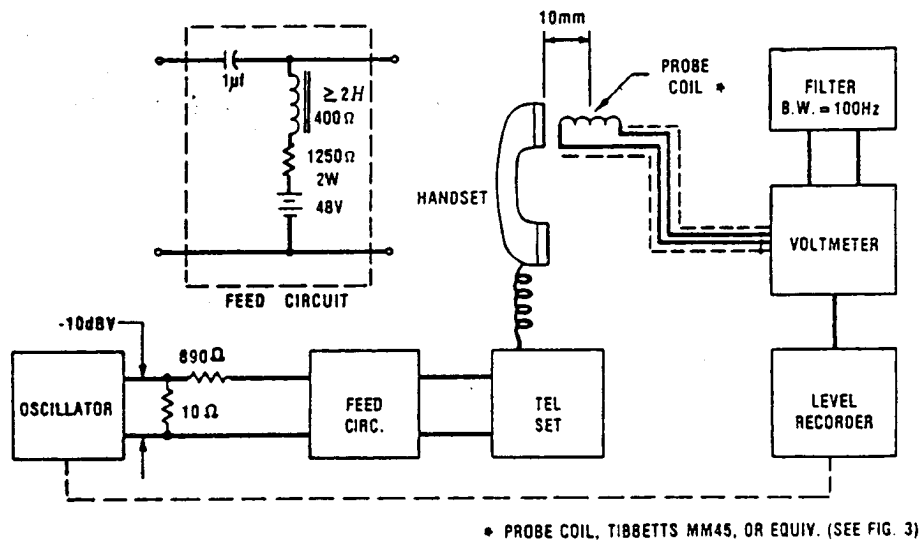 10mm
1µf
≥ 2H
400Ω
1250Ω
2W
48V
FEED CIRCUIT
HANDSET
PROBE
COIL *
FILTER
B.W. = 100Hz
VOLTMETER
-10dBV
OSCILLATOR
890Ω
10Ω
FEED
CIRC.
TEL
SET
LEVEL
RECORDER
* PROBE COIL, TIBBETTS MM45, OR EQUIV. (SEE FIG. 3)